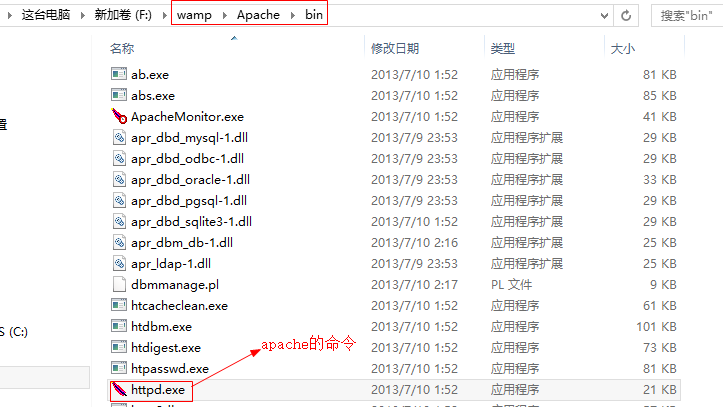 这台电脑 新加卷 (F:) wamp Apache bin 搜索"bin"
名称 修改日期 类型 大小
ab.exe 2013/7/10 1:52 应用程序 81 KB
abs.exe 2013/7/10 1:52 应用程序 85 KB
ApacheMonitor.exe 2013/7/10 1:52 应用程序 41 KB
apr_dbd_mysql-1.dll 2013/7/9 23:53 应用程序扩展 29 KB
apr_dbd_odbc-1.dll 2013/7/9 23:53 应用程序扩展 29 KB
apr_dbd_oracle-1.dll 2013/7/9 23:53 应用程序扩展 33 KB
apr_dbd_pgsql-1.dll 2013/7/9 23:53 应用程序扩展 29 KB
apr_dbd_sqlite3-1.dll 2013/7/10 1:52 应用程序扩展 29 KB
apr_dbm_db-1.dll 2013/7/10 2:16 应用程序扩展 25 KB
apr_ldap-1.dll 2013/7/9 23:53 应用程序扩展 25 KB
dbmmanage.pl 2013/7/10 2:17 PL 文件 9 KB
htcacheclean.exe 2013/7/10 1:52 应用程序 61 KB
htdbm.exe 2013/7/10 1:52 应用程序 101 KB
htdigest.exe 2013/7/10 1:52 应用程序 73 KB
htpasswd.exe 2013/7/10 1:52 应用程序 81 KB
httpd.exe 2013/7/10 1:52 应用程序 21 KB
apache的命令
置
S (C:)